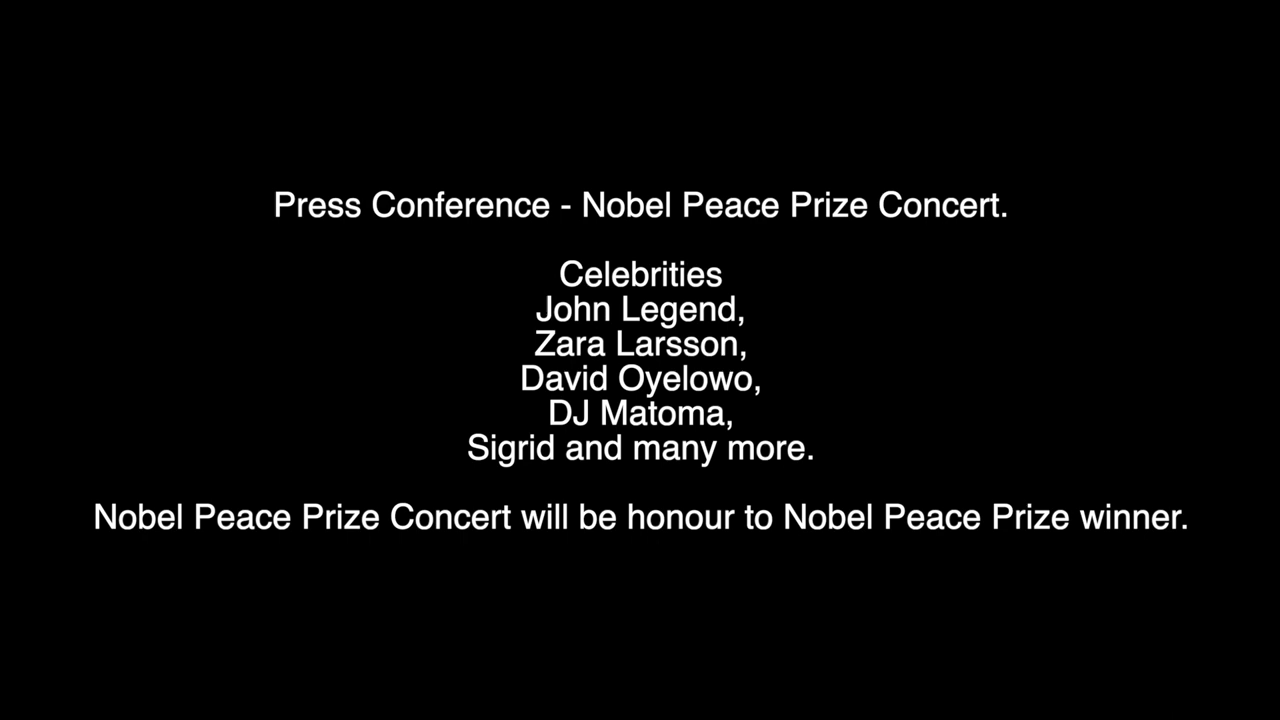 Press Conference - Nobel Peace Prize Concert.
Celebrities
John Legend,
Zara Larsson,
David Oyelowo,
DJ Matoma,
Sigrid and many more.
Nobel Peace Prize Concert will be honour to Nobel Peace Prize winner.